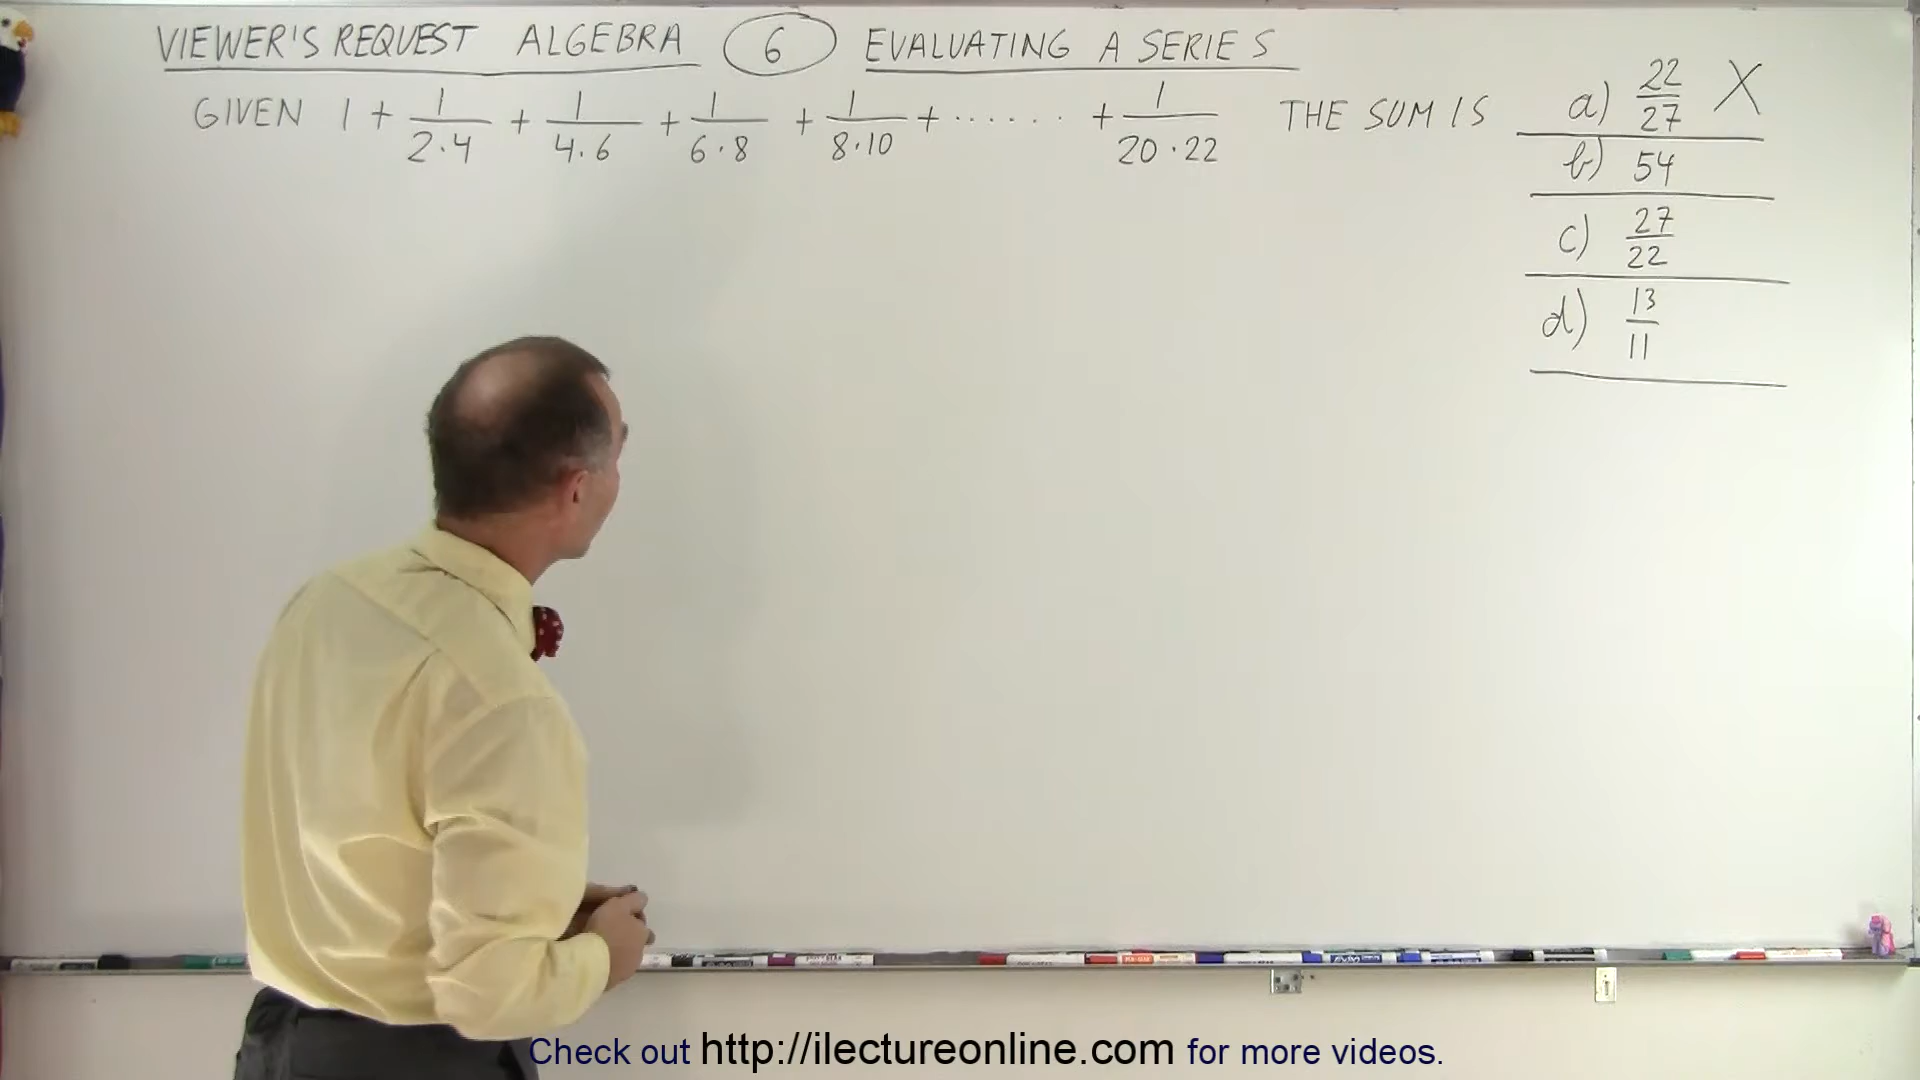 VIEWER'S REQUEST ALGEBRA 6 EVALUATING A SERIES
GIVEN 1 + 1/(2·4) + 1/(4·6) + 1/(6·8) + 1/(8·10) + ...... + 1/(20·22) THE SUM IS
a) 22/27 X
b) 54
c) 27/22
d) 13/11
Check out http://ilectureonline.com for more videos.